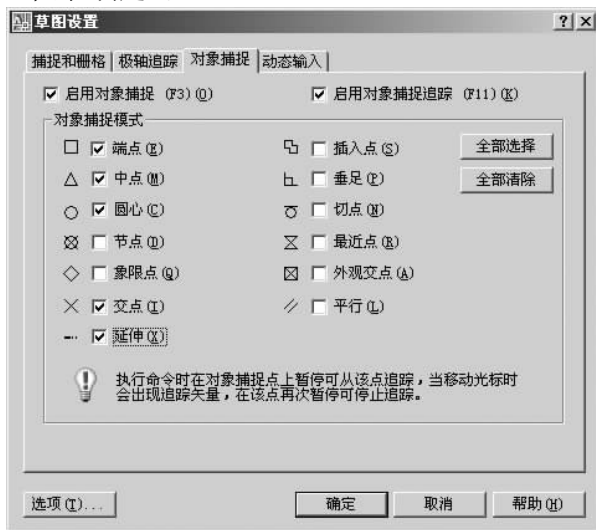 草图设置
捕捉和栅格 极轴追踪 对象捕捉 动态输入
启用对象捕捉 (F3)(O) 启用对象捕捉追踪 (F11)(K)
对象捕捉模式
端点(E) 插入点(S) 全部选择
中点(M) 垂足(P) 全部清除
圆心(C) 切点(N)
节点(D) 最近点(R)
象限点(Q) 外观交点(A)
交点(I) 平行(L)
延伸(X)
执行命令时在对象捕捉点上暂停可从该点追踪,当移动光标时
会出现追踪矢量,在该点再次暂停可停止追踪。
选项(T)... 确定 取消 帮助(H)